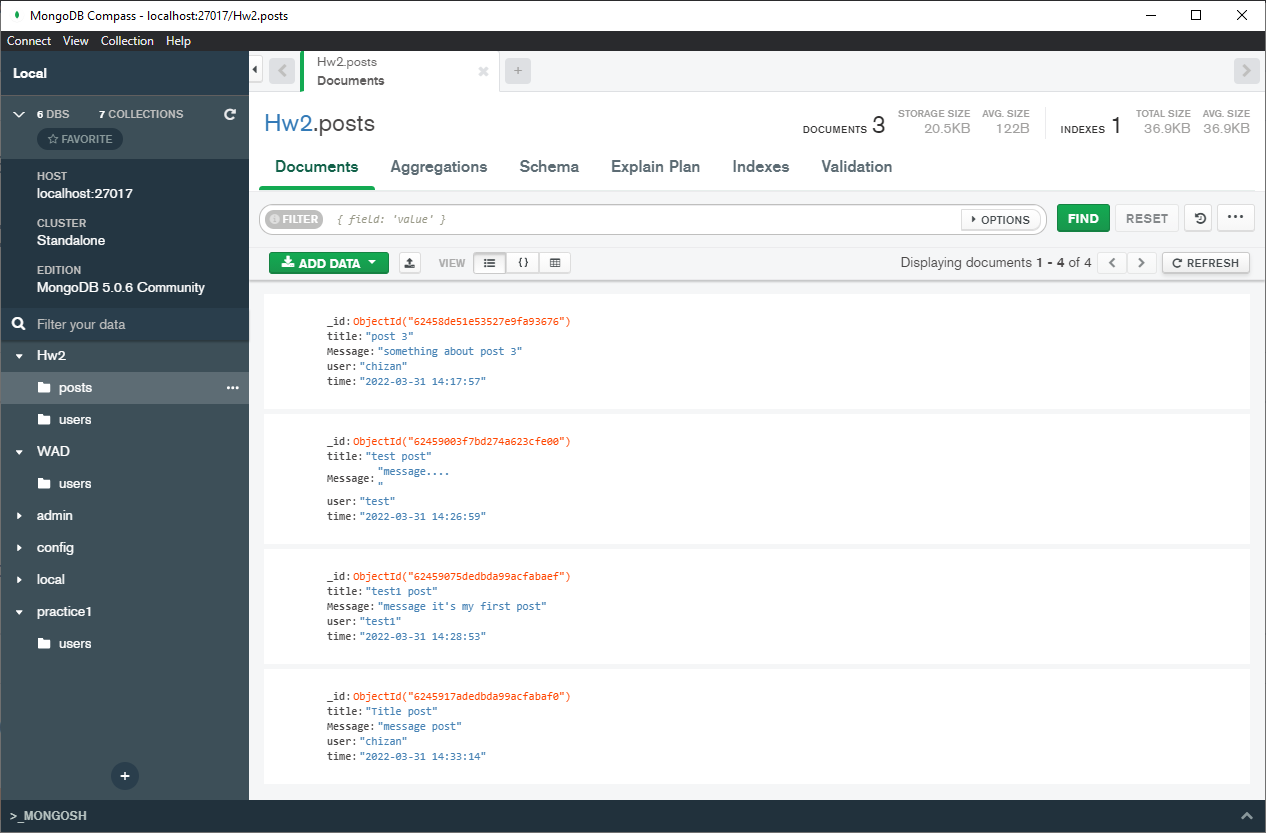 MongoDB Compass - localhost:27017/Hw2.posts
Connect View Collection Help
Local
6 DBS 7 COLLECTIONS
FAVORITE
HOST
localhost:27017
CLUSTER
Standalone
EDITION
MongoDB 5.0.6 Community
Filter your data
Hw2
posts
users
WAD
users
admin
config
local
practice1
users
Hw2.posts
Documents
Hw2.posts
DOCUMENTS 3
STORAGE SIZE
20.5KB
AVG. SIZE
122B
INDEXES 1
TOTAL SIZE
36.9KB
AVG. SIZE
36.9KB
Documents Aggregations Schema Explain Plan Indexes Validation
FILTER { field: 'value' } OPTIONS FIND RESET
ADD DATA VIEW {} Displaying documents 1 - 4 of 4 REFRESH
_id: ObjectId("62458de51e53527e9fa93676")
title: "post 3"
Message: "something about post 3"
user: "chizan"
time: "2022-03-31 14:17:57"
_id: ObjectId("62459003f7bd274a623cfe00")
title: "test post"
Message: "message....
"
user: "test"
time: "2022-03-31 14:26:59"
_id: ObjectId("62459075dedbda99acfabaef")
title: "test1 post"
Message: "message it's my first post"
user: "test1"
time: "2022-03-31 14:28:53"
_id: ObjectId("6245917adedbda99acfabaf0")
title: "Title post"
Message: "message post"
user: "chizan"
time: "2022-03-31 14:33:14"
>_MONGOSH